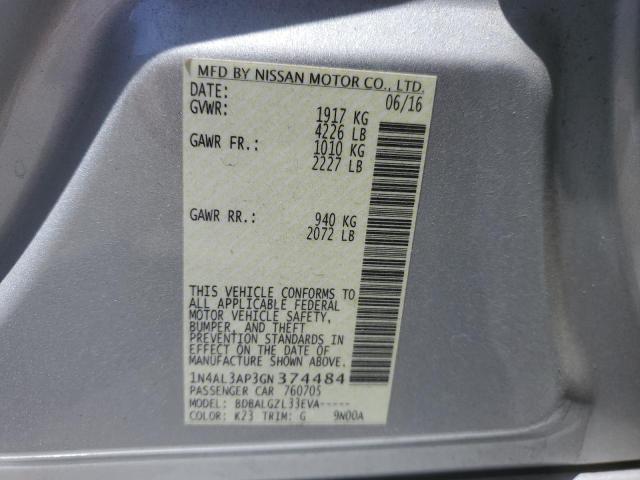 MFD BY NISSAN MOTOR CO., LTD.
DATE: 06/16
GVWR: 1917 KG
4226 LB
GAWR FR.: 1010 KG
2227 LB
GAWR RR.: 940 KG
2072 LB
THIS VEHICLE CONFORMS TO
ALL APPLICABLE FEDERAL
MOTOR VEHICLE SAFETY,
BUMPER, AND THEFT
PREVENTION STANDARDS IN
EFFECT ON THE DATE OF
MANUFACTURE SHOWN ABOVE.
1N4AL3AP3GN374484
PASSENGER CAR 760705
MODEL: BDBALGZL33EVA-----
COLOR: K23 TRIM: G 9N00A